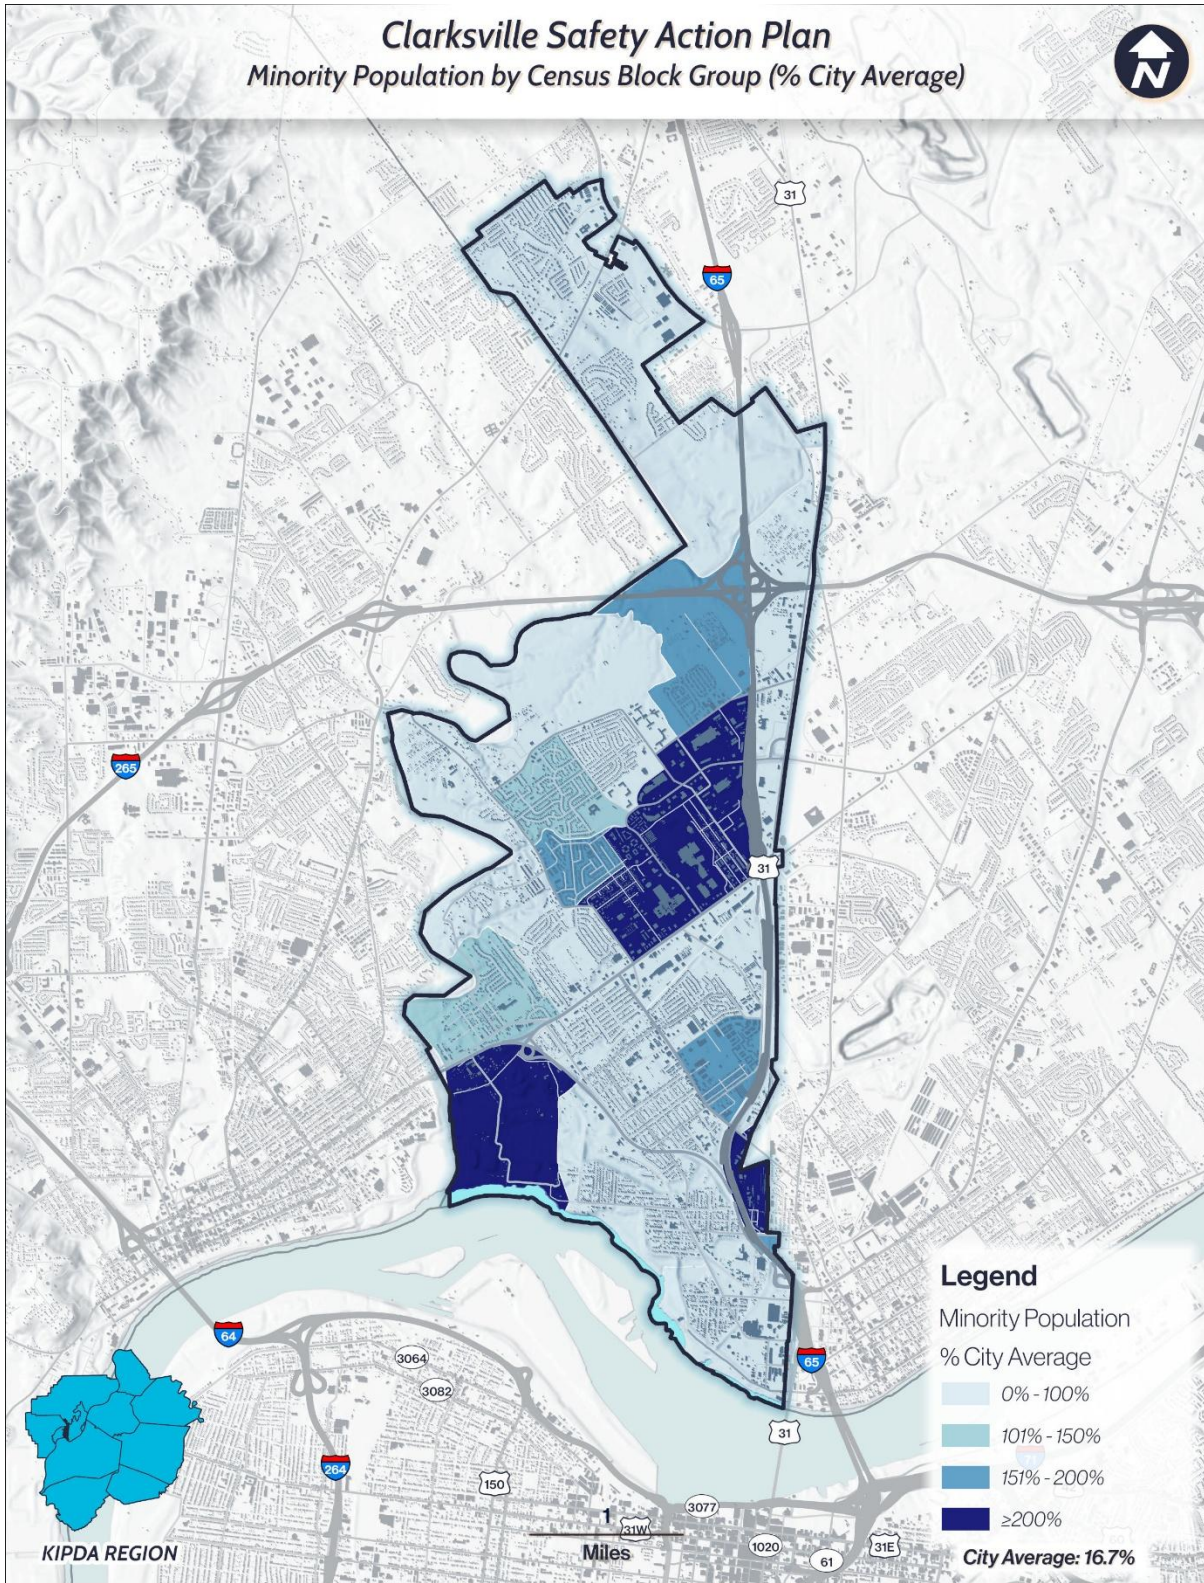 Clarksville Safety Action Plan
Minority Population by Census Block Group (% City Average)
N
31
65
31
265
64
3064
3082
65
31
264
150
3077
31W
1020
61
31E
71
1
Miles
KIPDA REGION
Legend
Minority Population
% City Average
0% - 100%
101% - 150%
151% - 200%
≥200%
City Average: 16.7%